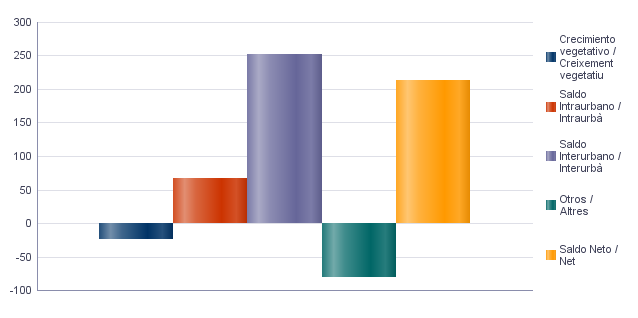 300
250
200
150
100
50
0
-50
-100
Crecimiento
vegetativo /
Creixement
vegetatiu
Saldo
Intraurbano /
Intraurbà
Saldo
Interurbano /
Interurbà
Otros /
Altres
Saldo Neto /
Net